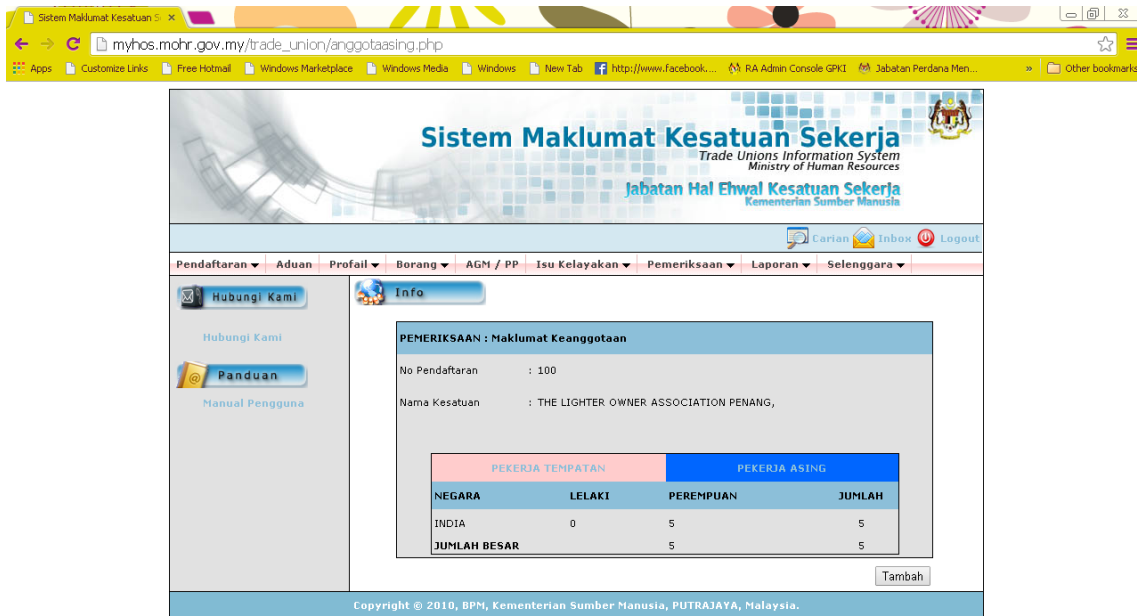 Sistem Maklumat Kesatuan S
myhos.mohr.gov.my/trade_union/anggotaasing.php
Apps Customize Links Free Hotmail Windows Marketplace Windows Media Windows New Tab http://www.facebook.... RA Admin Console GPKI Jabatan Perdana Men... » Other bookmarks
Sistem Maklumat Kesatuan Sekerja
Trade Unions Information System
Ministry of Human Resources
Jabatan Hal Ehwal Kesatuan Sekerja
Kementerian Sumber Manusia
Carian Inbox Logout
Pendaftaran Aduan Profail Borang AGM / PP Isu Kelayakan Pemeriksaan Laporan Selenggara
Hubungi Kami
Info
Hubungi Kami
Panduan
Manual Pengguna
PEMERIKSAAN : Maklumat Keanggotaan
No Pendaftaran : 100
Nama Kesatuan : THE LIGHTER OWNER ASSOCIATION PENANG,
PEKERJA TEMPATAN PEKERJA ASING
NEGARA LELAKI PEREMPUAN JUMLAH
INDIA 0 5 5
JUMLAH BESAR 5 5
Tambah
Copyright © 2010, BPM, Kementerian Sumber Manusia, PUTRAJAYA, Malaysia.